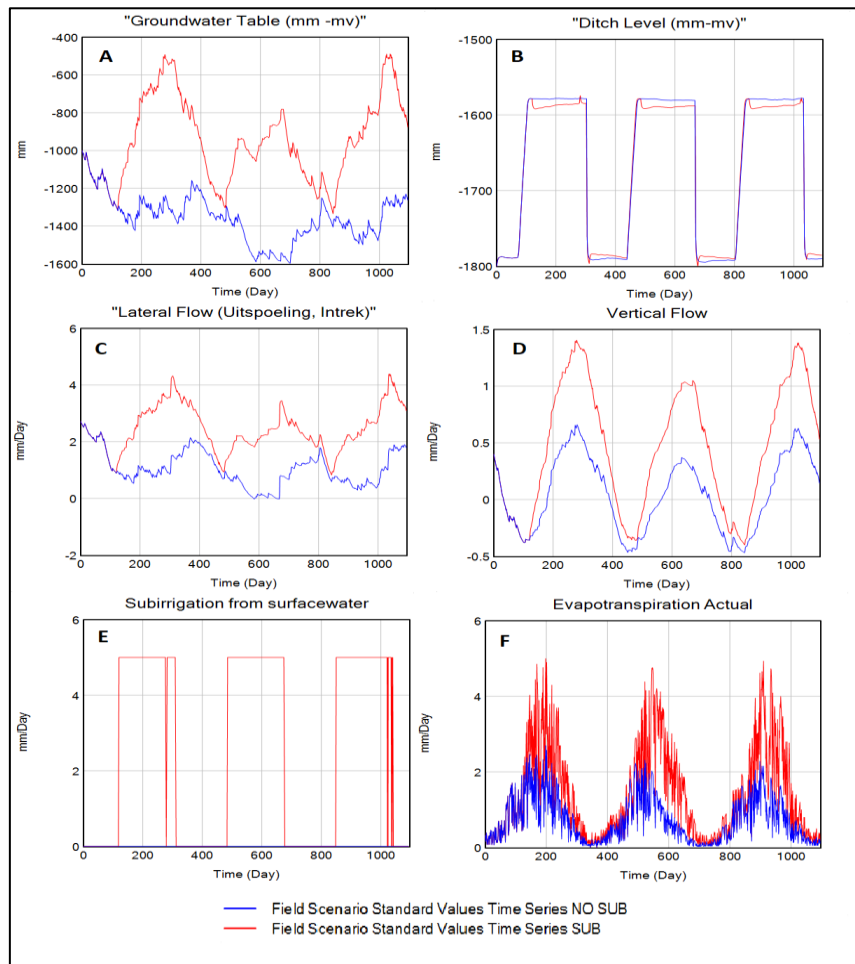 "Groundwater Table (mm -mv)"
A
-400
-600
-800
-1000
-1200
-1400
-1600
mm
0 200 400 600 800 1000
Time (Day)
"Ditch Level (mm-mv)"
B
-1500
-1600
-1700
-1800
mm
0 200 400 600 800 1000
Time (Day)
"Lateral Flow (Uitspoeling, Intrek)"
C
6
4
2
0
-2
mm/Day
0 200 400 600 800 1000
Time (Day)
Vertical Flow
D
1.5
1
0.5
0
-0.5
mm/Day
0 200 400 600 800 1000
Time (Day)
Subirrigation from surfacewater
E
6
4
2
0
mm/Day
0 200 400 600 800 1000
Time (Day)
Evapotranspiration Actual
F
6
4
2
0
mm/Day
0 200 400 600 800 1000
Time (Day)
Field Scenario Standard Values Time Series NO SUB
Field Scenario Standard Values Time Series SUB